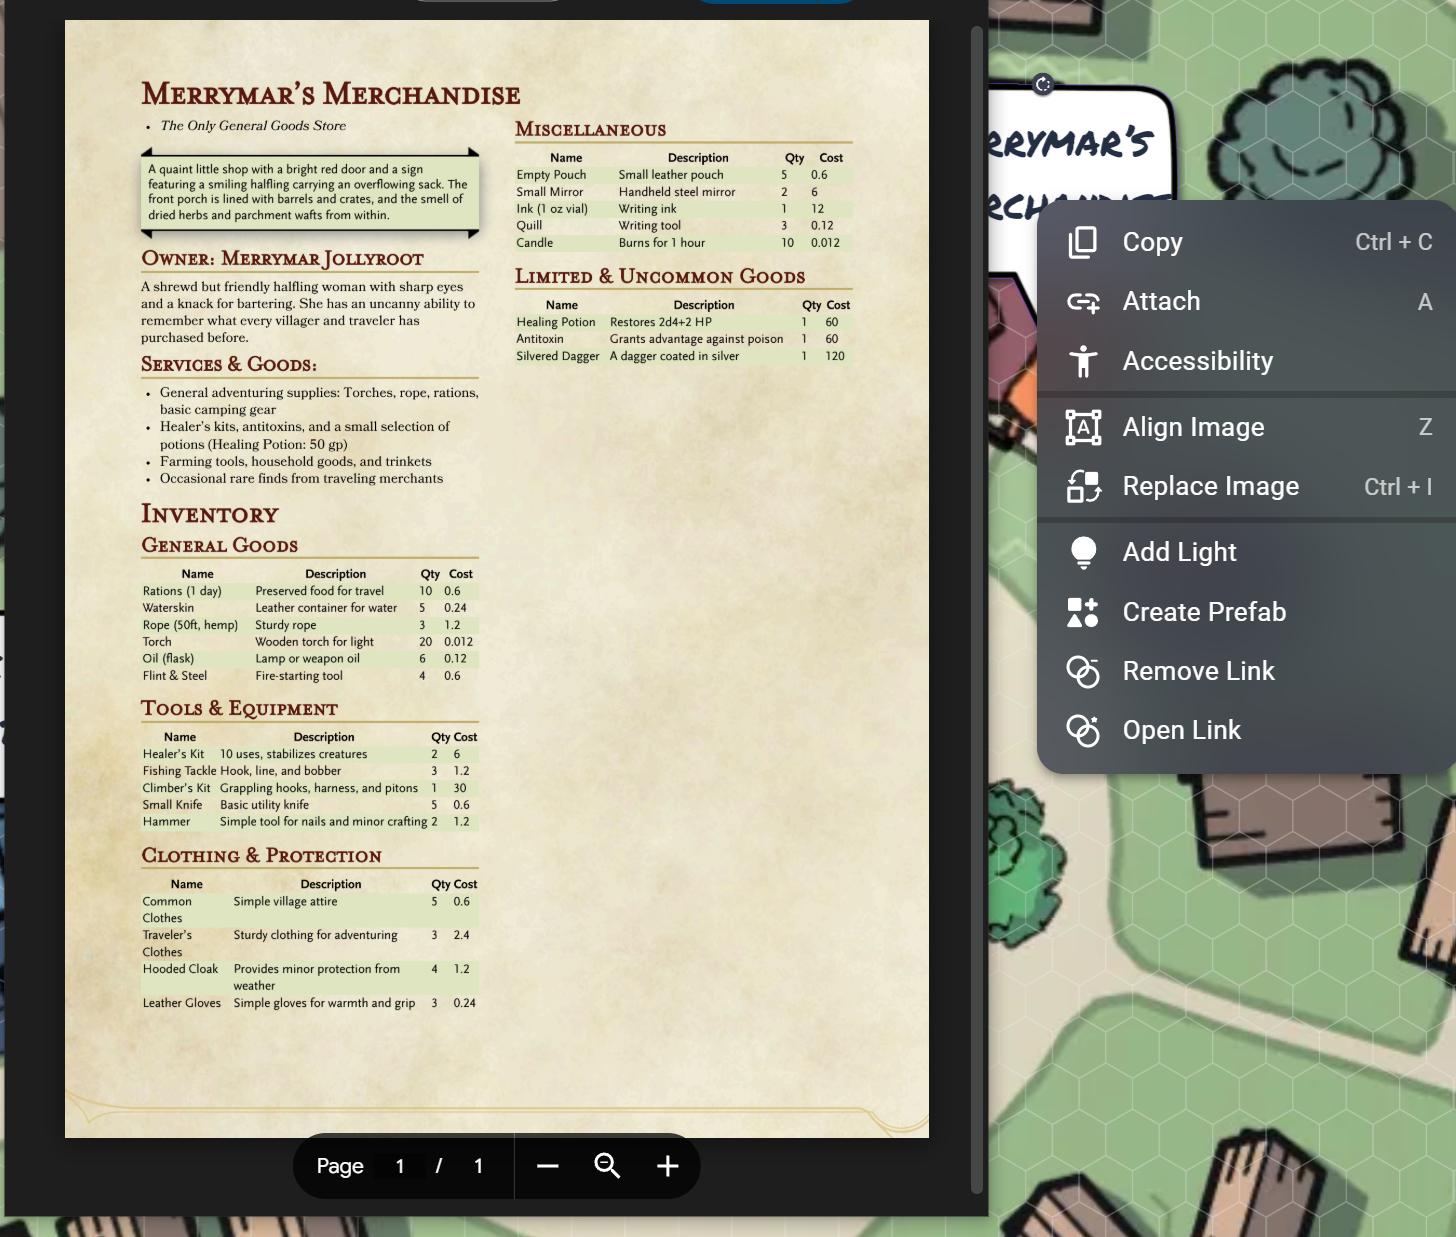 Merrymar's Merchandise
• The Only General Goods Store
A quaint little shop with a bright red door and a sign
featuring a smiling halfling carrying an overflowing sack. The
front porch is lined with barrels and crates, and the smell of
dried herbs and parchment wafts from within.
Owner: Merrymar Jollyroot
A shrewd but friendly halfling woman with sharp eyes
and a knack for bartering. She has an uncanny ability to
remember what every villager and traveler has
purchased before.
Services & Goods:
• General adventuring supplies: Torches, rope, rations,
basic camping gear
• Healer's kits, antitoxins, and a small selection of
potions (Healing Potion: 50 gp)
• Farming tools, household goods, and trinkets
• Occasional rare finds from traveling merchants
Inventory
General Goods
Name Description Qty Cost
Rations (1 day) Preserved food for travel 10 0.6
Waterskin Leather container for water 5 0.24
Rope (50ft, hemp) Sturdy rope 3 1.2
Torch Wooden torch for light 20 0.012
Oil (flask) Lamp or weapon oil 6 0.12
Flint & Steel Fire-starting tool 4 0.6
Tools & Equipment
Name Description Qty Cost
Healer's Kit 10 uses, stabilizes creatures 2 6
Fishing Tackle Hook, line, and bobber 3 1.2
Climber's Kit Grappling hooks, harness, and pitons 1 30
Small Knife Basic utility knife 5 0.6
Hammer Simple tool for nails and minor crafting 2 1.2
Clothing & Protection
Name Description Qty Cost
Common Simple village attire 5 0.6
Clothes
Traveler's Sturdy clothing for adventuring 3 2.4
Clothes
Hooded Cloak Provides minor protection from 4 1.2
weather
Leather Gloves Simple gloves for warmth and grip 3 0.24
Miscellaneous
Name Description Qty Cost
Empty Pouch Small leather pouch 5 0.6
Small Mirror Handheld steel mirror 2 6
Ink (1 oz vial) Writing ink 1 12
Quill Writing tool 3 0.12
Candle Burns for 1 hour 10 0.012
Limited & Uncommon Goods
Name Description Qty Cost
Healing Potion Restores 2d4+2 HP 1 60
Antitoxin Grants advantage against poison 1 60
Silvered Dagger A dagger coated in silver 1 120
Page 1 / 1
RRYMAR'S
Copy Ctrl + C
Attach A
Accessibility
Align Image Z
Replace Image Ctrl + I
Add Light
Create Prefab
Remove Link
Open Link